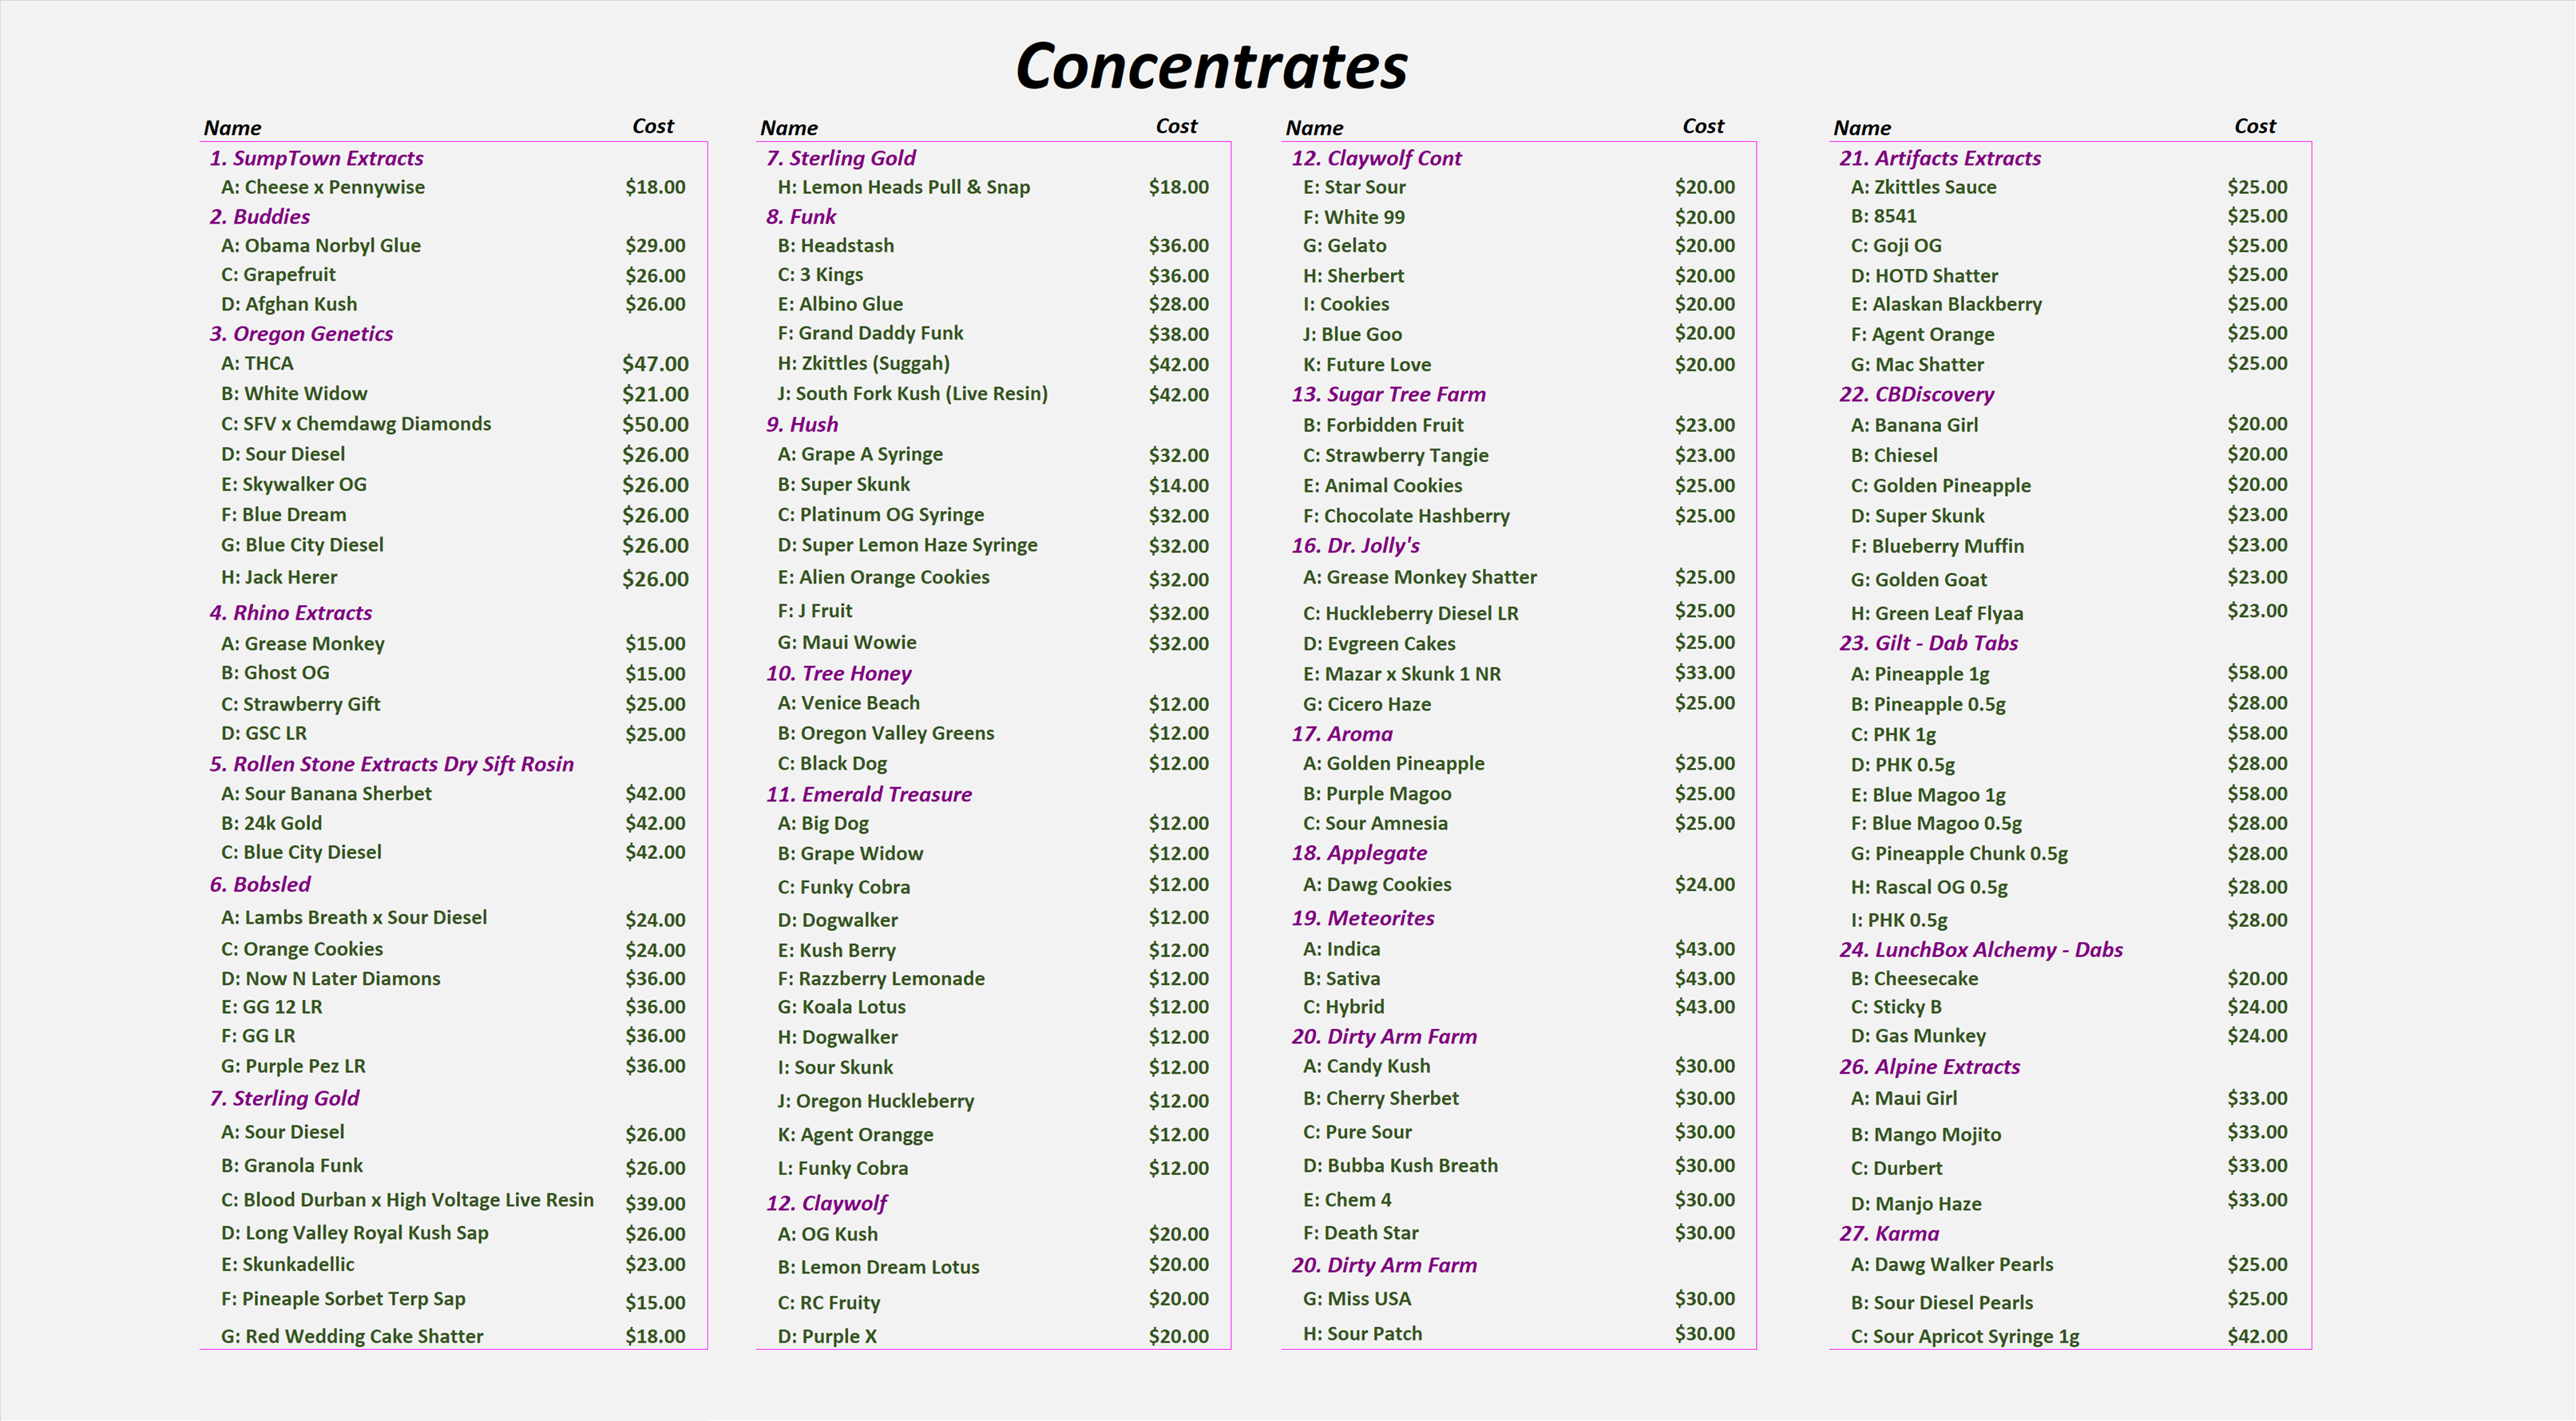 Concentrates
Name Cost
1. SumpTown Extracts
A: Cheese x Pennywise $18.00
2. Buddies
A: Obama Norbyl Glue $29.00
C: Grapefruit $26.00
D: Afghan Kush $26.00
3. Oregon Genetics
A: THCA $47.00
B: White Widow $21.00
C: SFV x Chemdawg Diamonds $50.00
D: Sour Diesel $26.00
E: Skywalker OG $26.00
F: Blue Dream $26.00
G: Blue City Diesel $26.00
H: Jack Herer $26.00
4. Rhino Extracts
A: Grease Monkey $15.00
B: Ghost OG $15.00
C: Strawberry Gift $25.00
D: GSC LR $25.00
5. Rollen Stone Extracts Dry Sift Rosin
A: Sour Banana Sherbet $42.00
B: 24k Gold $42.00
C: Blue City Diesel $42.00
6. Bobsled
A: Lambs Breath x Sour Diesel $24.00
C: Orange Cookies $24.00
D: Now N Later Diamons $36.00
E: GG 12 LR $36.00
F: GG LR $36.00
G: Purple Pez LR $36.00
7. Sterling Gold
A: Sour Diesel $26.00
B: Granola Funk $26.00
C: Blood Durban x High Voltage Live Resin $39.00
D: Long Valley Royal Kush Sap $26.00
E: Skunkadellic $23.00
F: Pineaple Sorbet Terp Sap $15.00
G: Red Wedding Cake Shatter $18.00
Name Cost
7. Sterling Gold
H: Lemon Heads Pull & Snap $18.00
8. Funk
B: Headstash $36.00
C: 3 Kings $36.00
E: Albino Glue $28.00
F: Grand Daddy Funk $38.00
H: Zkittles (Suggah) $42.00
J: South Fork Kush (Live Resin) $42.00
9. Hush
A: Grape A Syringe $32.00
B: Super Skunk $14.00
C: Platinum OG Syringe $32.00
D: Super Lemon Haze Syringe $32.00
E: Alien Orange Cookies $32.00
F: J Fruit $32.00
G: Maui Wowie $32.00
10. Tree Honey
A: Venice Beach $12.00
B: Oregon Valley Greens $12.00
C: Black Dog $12.00
11. Emerald Treasure
A: Big Dog $12.00
B: Grape Widow $12.00
C: Funky Cobra $12.00
D: Dogwalker $12.00
E: Kush Berry $12.00
F: Razzberry Lemonade $12.00
G: Koala Lotus $12.00
H: Dogwalker $12.00
I: Sour Skunk $12.00
J: Oregon Huckleberry $12.00
K: Agent Orangge $12.00
L: Funky Cobra $12.00
12. Claywolf
A: OG Kush $20.00
B: Lemon Dream Lotus $20.00
C: RC Fruity $20.00
D: Purple X $20.00
Name Cost
12. Claywolf Cont
E: Star Sour $20.00
F: White 99 $20.00
G: Gelato $20.00
H: Sherbert $20.00
I: Cookies $20.00
J: Blue Goo $20.00
K: Future Love $20.00
13. Sugar Tree Farm
B: Forbidden Fruit $23.00
C: Strawberry Tangie $23.00
E: Animal Cookies $25.00
F: Chocolate Hashberry $25.00
16. Dr. Jolly's
A: Grease Monkey Shatter $25.00
C: Huckleberry Diesel LR $25.00
D: Evgreen Cakes $25.00
E: Mazar x Skunk 1 NR $33.00
G: Cicero Haze $25.00
17. Aroma
A: Golden Pineapple $25.00
B: Purple Magoo $25.00
C: Sour Amnesia $25.00
18. Applegate
A: Dawg Cookies $24.00
19. Meteorites
A: Indica $43.00
B: Sativa $43.00
C: Hybrid $43.00
20. Dirty Arm Farm
A: Candy Kush $30.00
B: Cherry Sherbet $30.00
C: Pure Sour $30.00
D: Bubba Kush Breath $30.00
E: Chem 4 $30.00
F: Death Star $30.00
20. Dirty Arm Farm
G: Miss USA $30.00
H: Sour Patch $30.00
Name Cost
21. Artifacts Extracts
A: Zkittles Sauce $25.00
B: 8541 $25.00
C: Goji OG $25.00
D: HOTD Shatter $25.00
E: Alaskan Blackberry $25.00
F: Agent Orange $25.00
G: Mac Shatter $25.00
22. CBDiscovery
A: Banana Girl $20.00
B: Chiesel $20.00
C: Golden Pineapple $20.00
D: Super Skunk $23.00
F: Blueberry Muffin $23.00
G: Golden Goat $23.00
H: Green Leaf Flyaa $23.00
23. Gilt - Dab Tabs
A: Pineapple 1g $58.00
B: Pineapple 0.5g $28.00
C: PHK 1g $58.00
D: PHK 0.5g $28.00
E: Blue Magoo 1g $58.00
F: Blue Magoo 0.5g $28.00
G: Pineapple Chunk 0.5g $28.00
H: Rascal OG 0.5g $28.00
I: PHK 0.5g $28.00
24. LunchBox Alchemy - Dabs
B: Cheesecake $20.00
C: Sticky B $24.00
D: Gas Munkey $24.00
26. Alpine Extracts
A: Maui Girl $33.00
B: Mango Mojito $33.00
C: Durbert $33.00
D: Manjo Haze $33.00
27. Karma
A: Dawg Walker Pearls $25.00
B: Sour Diesel Pearls $25.00
C: Sour Apricot Syringe 1g $42.00